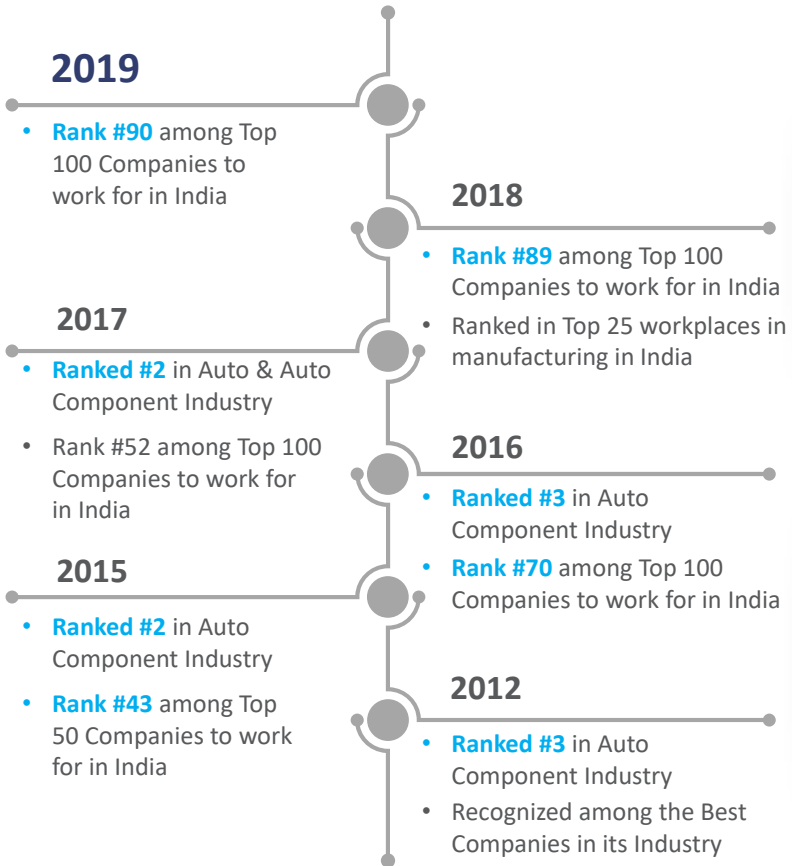 2019
• Rank #90 among Top
100 Companies to
work for in India
2018
• Rank #89 among Top 100
Companies to work for in India
• Ranked in Top 25 workplaces in
manufacturing in India
2017
• Ranked #2 in Auto & Auto
Component Industry
• Rank #52 among Top 100
Companies to work for
in India
2016
• Ranked #3 in Auto
Component Industry
• Rank #70 among Top 100
Companies to work for in India
2015
• Ranked #2 in Auto
Component Industry
• Rank #43 among Top
50 Companies to work
for in India
2012
• Ranked #3 in Auto
Component Industry
• Recognized among the Best
Companies in its Industry